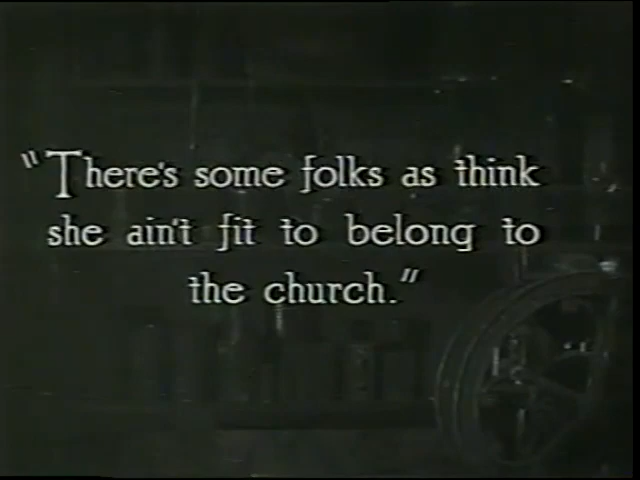 "There's some folks as think
she ain't fit to belong to
the church."